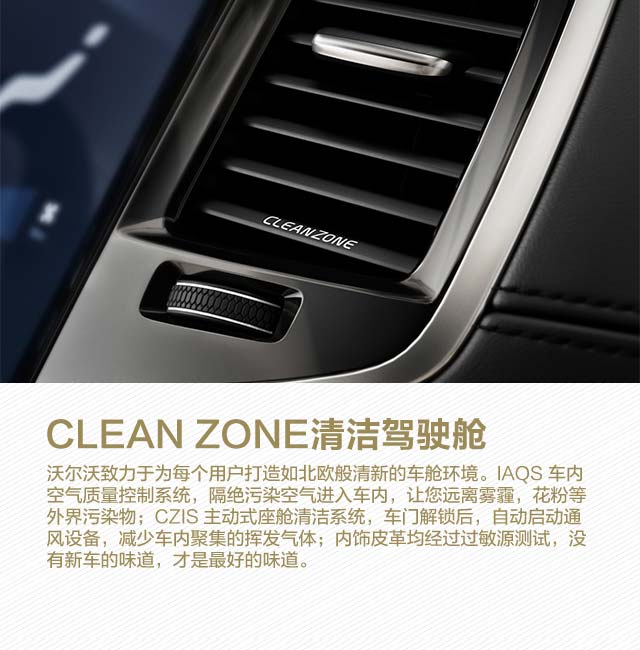 CLEANZONE
CLEAN ZONE清洁驾驶舱
沃尔沃致力于为每个用户打造如北欧般清新的车舱环境。IAQS 车内
空气质量控制系统，隔绝污染空气进入车内，让您远离雾霾，花粉等
外界污染物；CZIS 主动式座舱清洁系统，车门解锁后，自动启动通
风设备，减少车内聚集的挥发气体；内饰皮革均经过过敏源测试，没
有新车的味道，才是最好的味道。